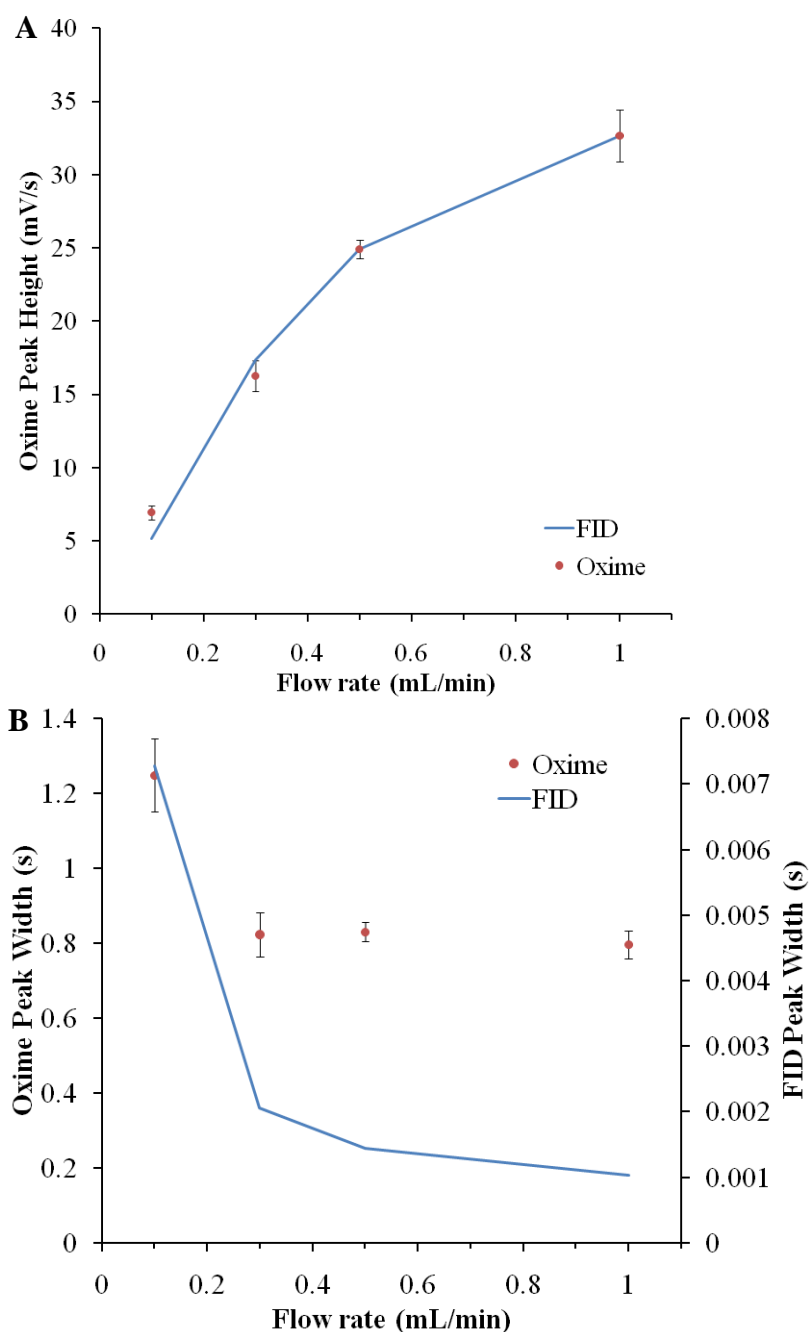 A
40
35
30
25
20
15
10
5
0
Oxime Peak Height (mV/s)
FID
Oxime
0 0.2 0.4 0.6 0.8 1
Flow rate (mL/min)
B
1.4
1.2
1
0.8
0.6
0.4
0.2
0
Oxime Peak Width (s)
Oxime
FID
0.008
0.007
0.006
0.005
0.004
0.003
0.002
0.001
0
FID Peak Width (s)
0 0.2 0.4 0.6 0.8 1
Flow rate (mL/min)